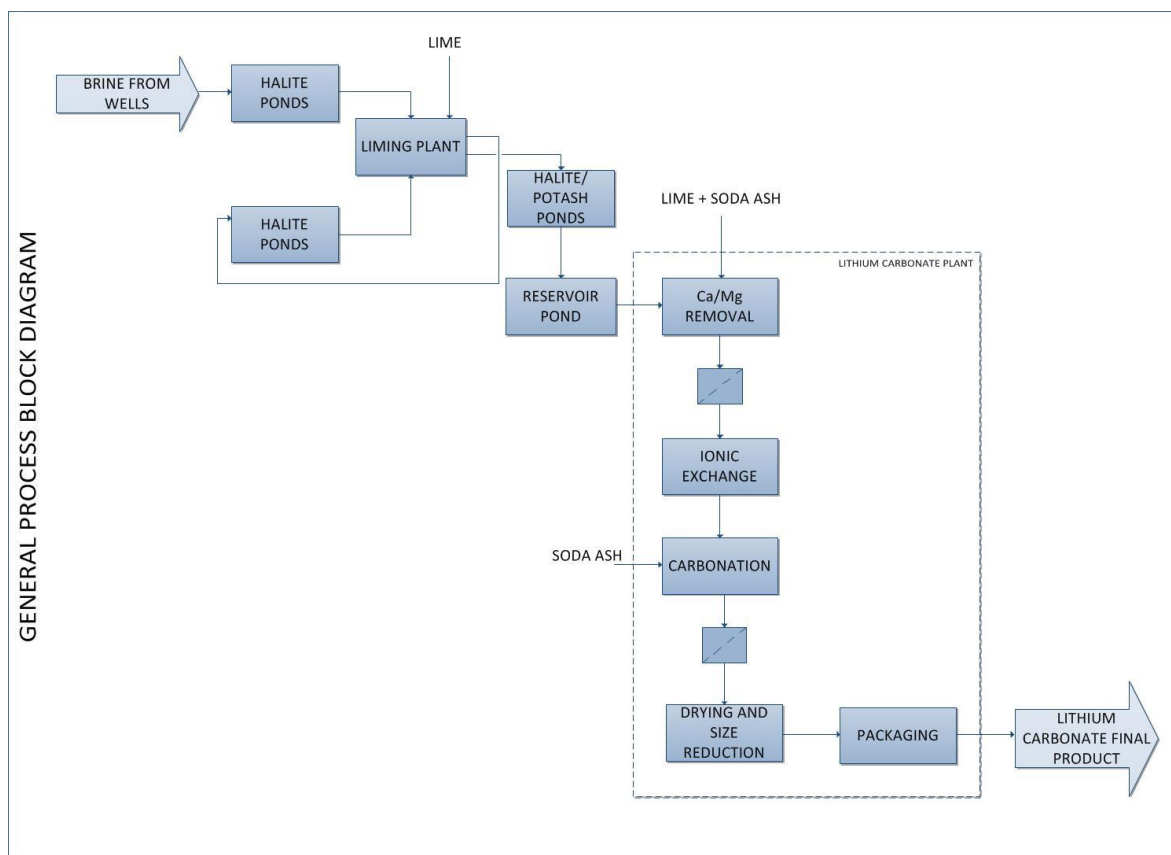 GENERAL PROCESS BLOCK DIAGRAM
LIME
BRINE FROM
WELLS
HALITE
PONDS
LIMING PLANT
HALITE/
POTASH
PONDS
HALITE
PONDS
LIME + SODA ASH
LITHIUM CARBONATE PLANT
RESERVOIR
POND
Ca/Mg
REMOVAL
IONIC
EXCHANGE
SODA ASH
CARBONATION
DRYING AND
SIZE
REDUCTION
PACKAGING
LITHIUM
CARBONATE FINAL
PRODUCT